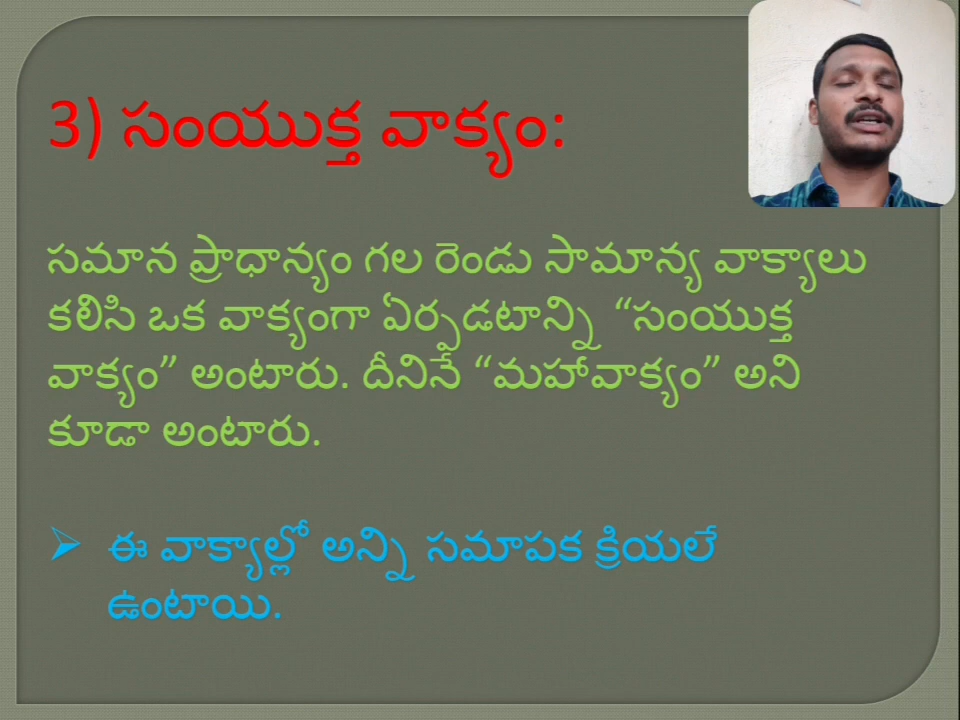 3) సంయుక్త వాక్యం:
సమాన ప్రాధాన్యం గల రెండు సామాన్య వాక్యాలు
కలిసి ఒక వాక్యంగా ఏర్పడటాన్ని “సంయుక్త
వాక్యం” అంటారు. దీనినే “మహావాక్యం” అని
కూడా అంటారు.
➢ ఈ వాక్యాల్లో అన్ని సమాపక క్రియలే
ఉంటాయి.